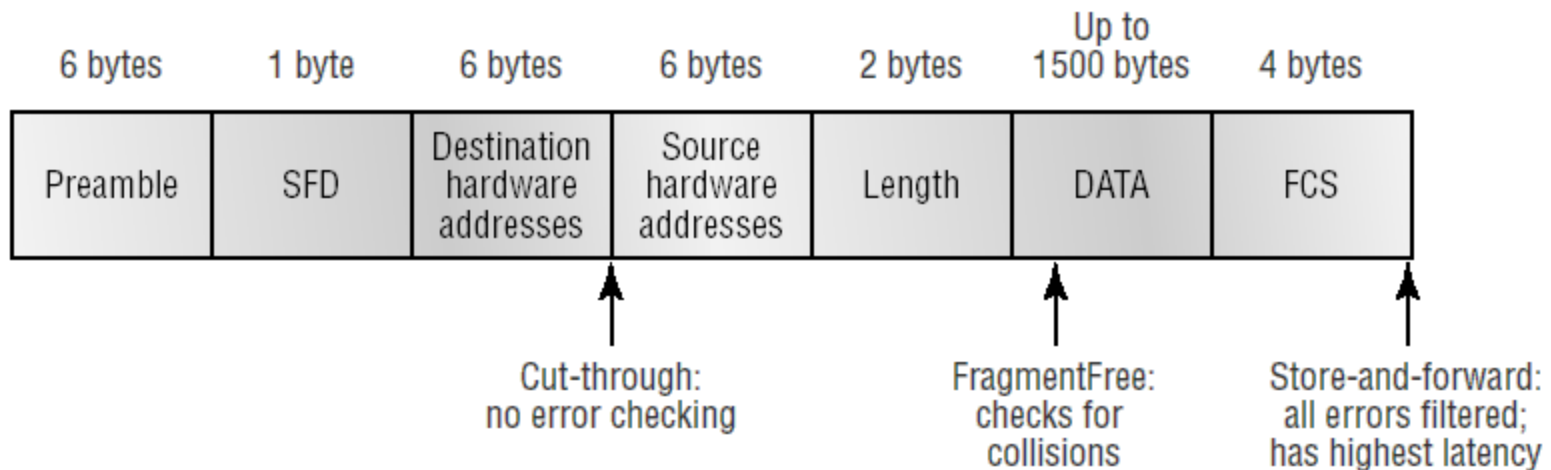 Up to
6 bytes 1 byte 6 bytes 6 bytes 2 bytes 1500 bytes 4 bytes
Preamble
SFD
Destination
hardware
addresses
Source
hardware
addresses
Length
DATA
FCS
Cut-through:
no error checking
FragmentFree:
checks for
collisions
Store-and-forward:
all errors filtered;
has highest latency